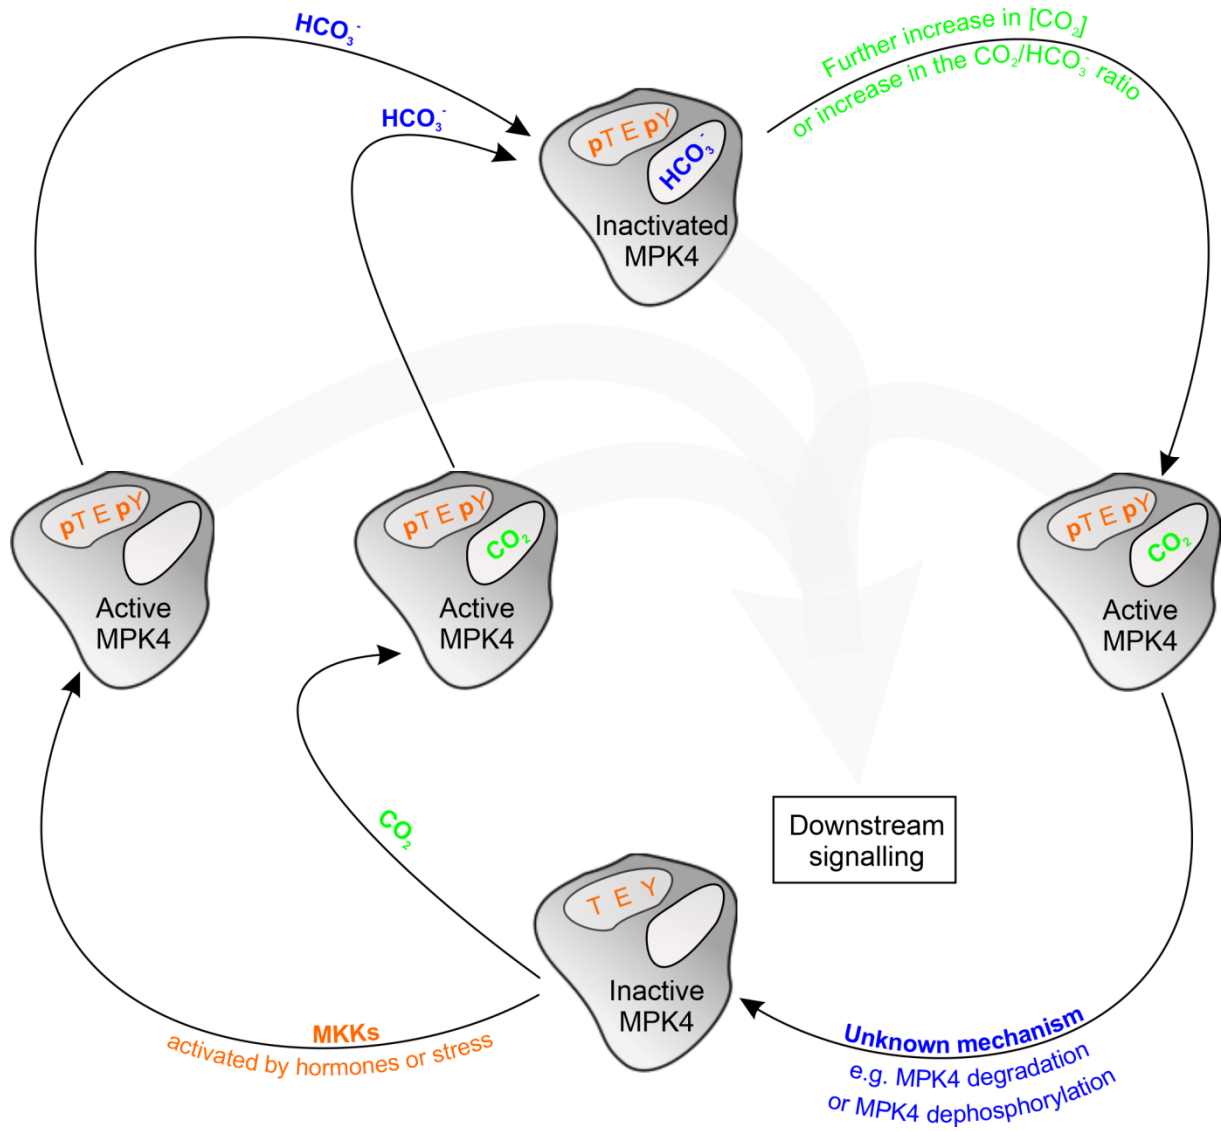 HCO₃⁻
HCO₃⁻
Further increase in [CO₂]
or increase in the CO₂/HCO₃⁻ ratio
pT E pY
HCO₃⁻
Inactivated
MPK4
pT E pY
Active
MPK4
pT E pY
CO₂
Active
MPK4
pT E pY
CO₂
Active
MPK4
CO₂
Downstream
signalling
T E Y
Inactive
MPK4
MKKs
activated by hormones or stress
Unknown mechanism
e.g. MPK4 degradation
or MPK4 dephosphorylation